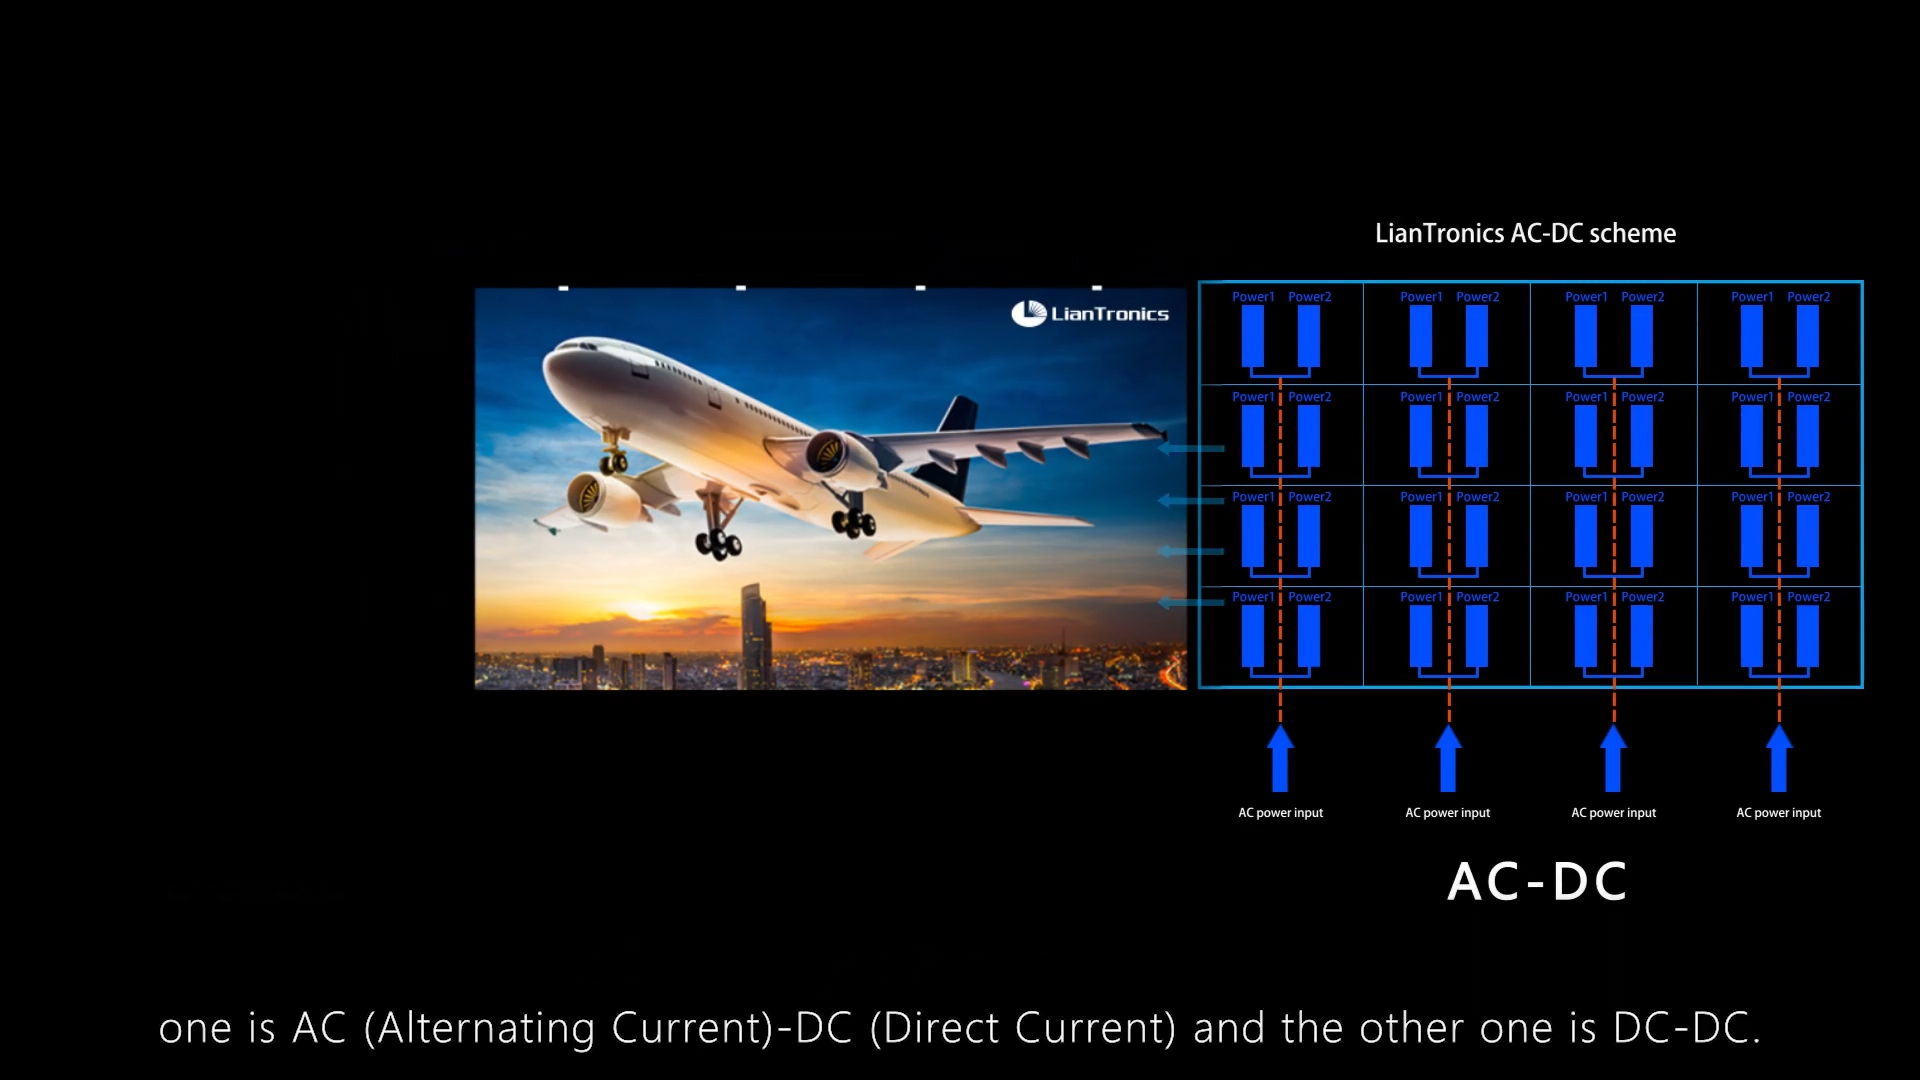 LianTronics AC-DC scheme
LianTronics
Power1 Power2 Power1 Power2 Power1 Power2 Power1 Power2
Power1 Power2 Power1 Power2 Power1 Power2 Power1 Power2
Power1 Power2 Power1 Power2 Power1 Power2 Power1 Power2
Power1 Power2 Power1 Power2 Power1 Power2 Power1 Power2
AC power input AC power input AC power input AC power input
AC-DC
one is AC (Alternating Current)-DC (Direct Current) and the other one is DC-DC.